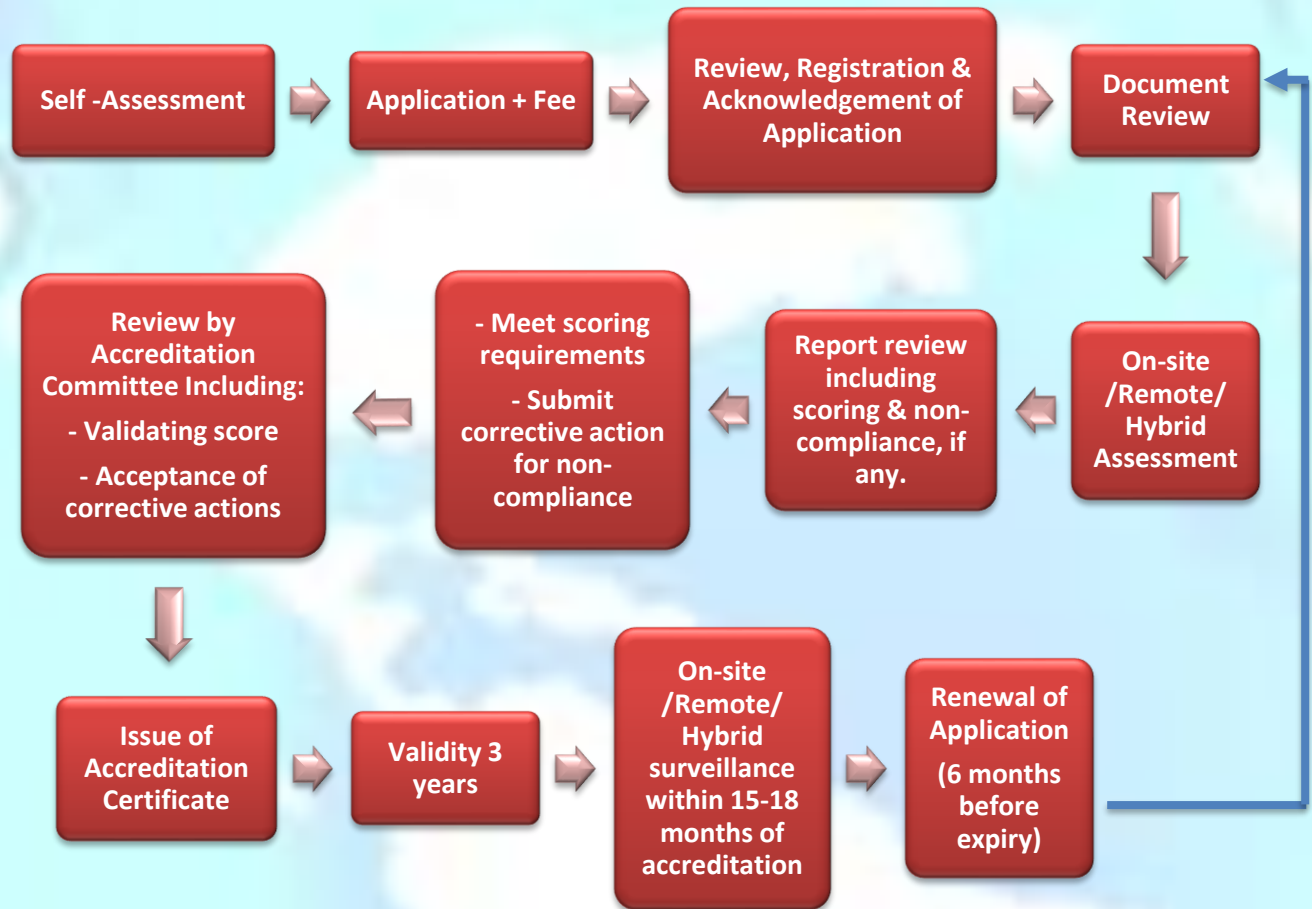 Self -Assessment
Application + Fee
Review, Registration &
Acknowledgement of
Application
Document
Review
On-site
/Remote/
Hybrid
Assessment
Report review
including
scoring & non-
compliance, if
any.
- Meet scoring
requirements
- Submit
corrective action
for non-
compliance
Review by
Accreditation
Committee Including:
- Validating score
- Acceptance of
corrective actions
Issue of
Accreditation
Certificate
Validity 3
years
On-site
/Remote/
Hybrid
surveillance
within 15-18
months of
accreditation
Renewal of
Application
(6 months
before
expiry)